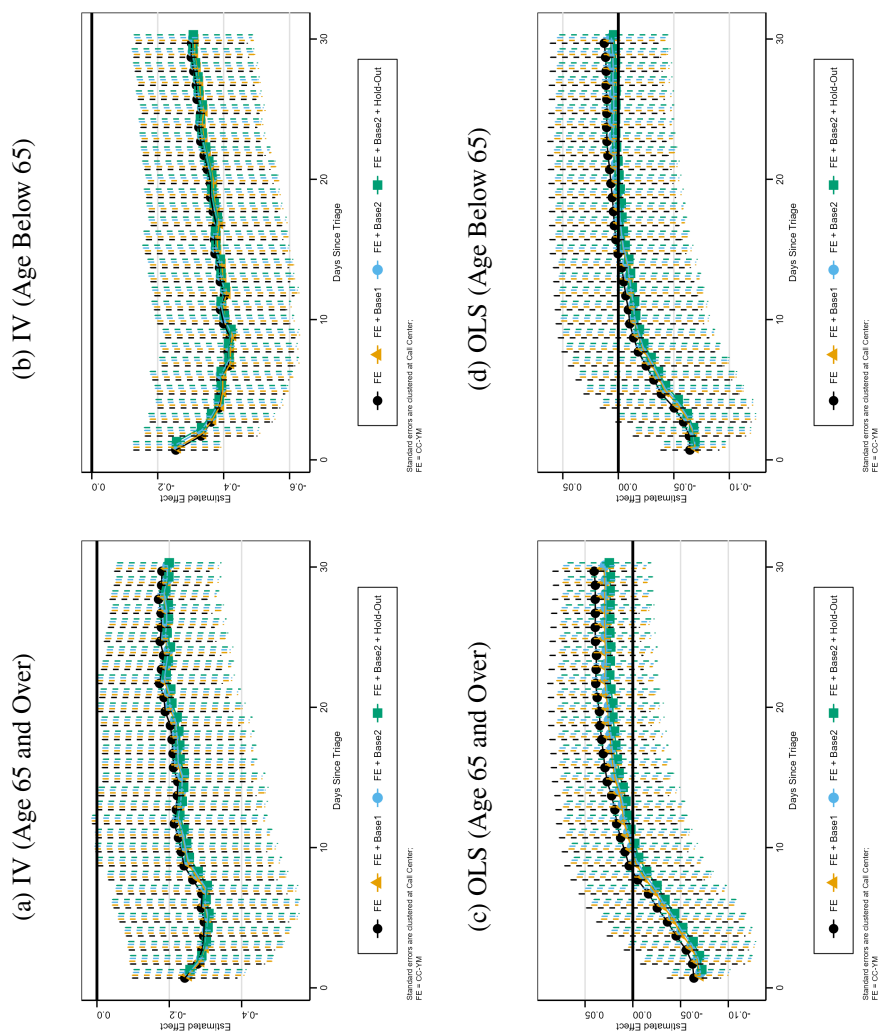 (a) IV (Age 65 and Over)
Estimated Effect
0.0
-0.2
-0.4
0 10 20 30
Days Since Triage
FE FE + Base1 FE + Base2 FE + Base2 + Hold-Out
Standard errors are clustered at Call Center;
FE = CC-YM
(b) IV (Age Below 65)
Estimated Effect
0.0
-0.2
-0.4
-0.6
0 10 20 30
Days Since Triage
FE FE + Base1 FE + Base2 FE + Base2 + Hold-Out
Standard errors are clustered at Call Center;
FE = CC-YM
(c) OLS (Age 65 and Over)
Estimated Effect
0.05
0.00
-0.05
-0.10
0 10 20 30
Days Since Triage
FE FE + Base1 FE + Base2 FE + Base2 + Hold-Out
Standard errors are clustered at Call Center;
FE = CC-YM
(d) OLS (Age Below 65)
Estimated Effect
0.05
0.00
-0.05
-0.10
0 10 20 30
Days Since Triage
FE FE + Base1 FE + Base2 FE + Base2 + Hold-Out
Standard errors are clustered at Call Center;
FE = CC-YM